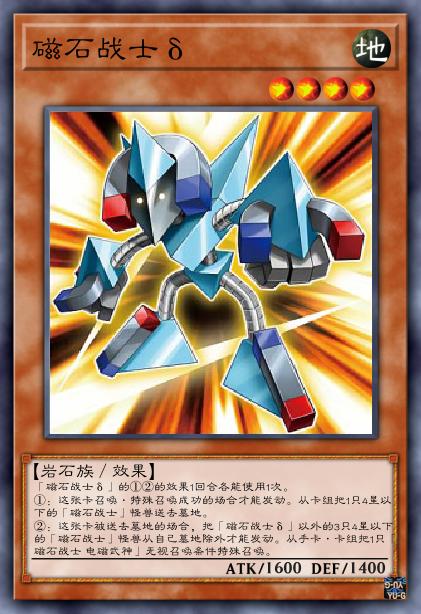 磁石战士 δ
地
【岩石族 / 效果】
「磁石战士 δ」的①②的效果1回合各能使用1次。
①：这张卡召唤・特殊召唤成功的场合才能发动。从卡组把1只4星以
下的「磁石战士」怪兽送去墓地。
②：这张卡被送去墓地的场合，把「磁石战士 δ」以外的3只4星以下
的「磁石战士」怪兽从自己墓地除外才能发动。从手卡・卡组把1只「
磁石战士 电磁武神」无视召唤条件特殊召唤。
ATK/1600 DEF/1400